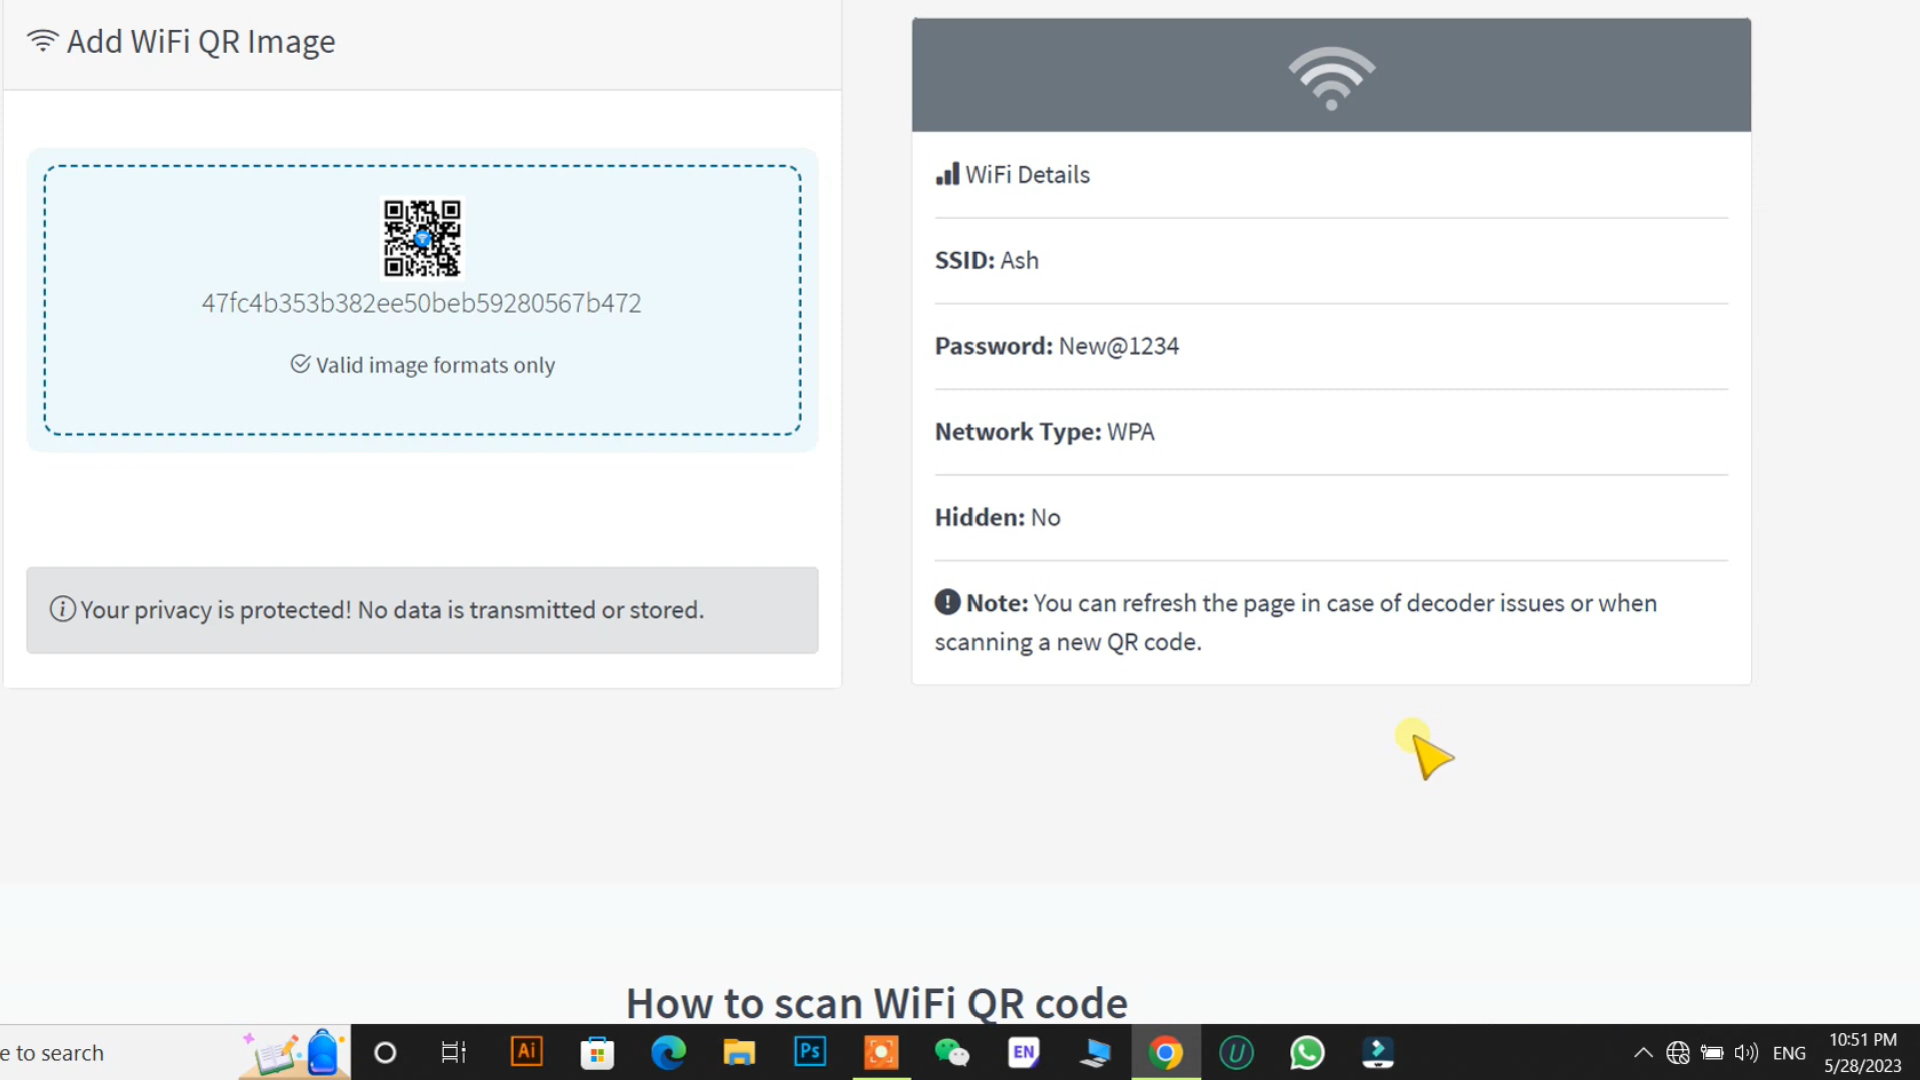 Add WiFi QR Image
47fc4b353b382ee50beb59280567b472
Valid image formats only
Your privacy is protected! No data is transmitted or stored.
WiFi Details
SSID: Ash
Password: New@1234
Network Type: WPA
Hidden: No
Note: You can refresh the page in case of decoder issues or when
scanning a new QR code.
How to scan WiFi QR code
e to search
Ai
Ps
EN
U
ENG
10:51 PM
5/28/2023